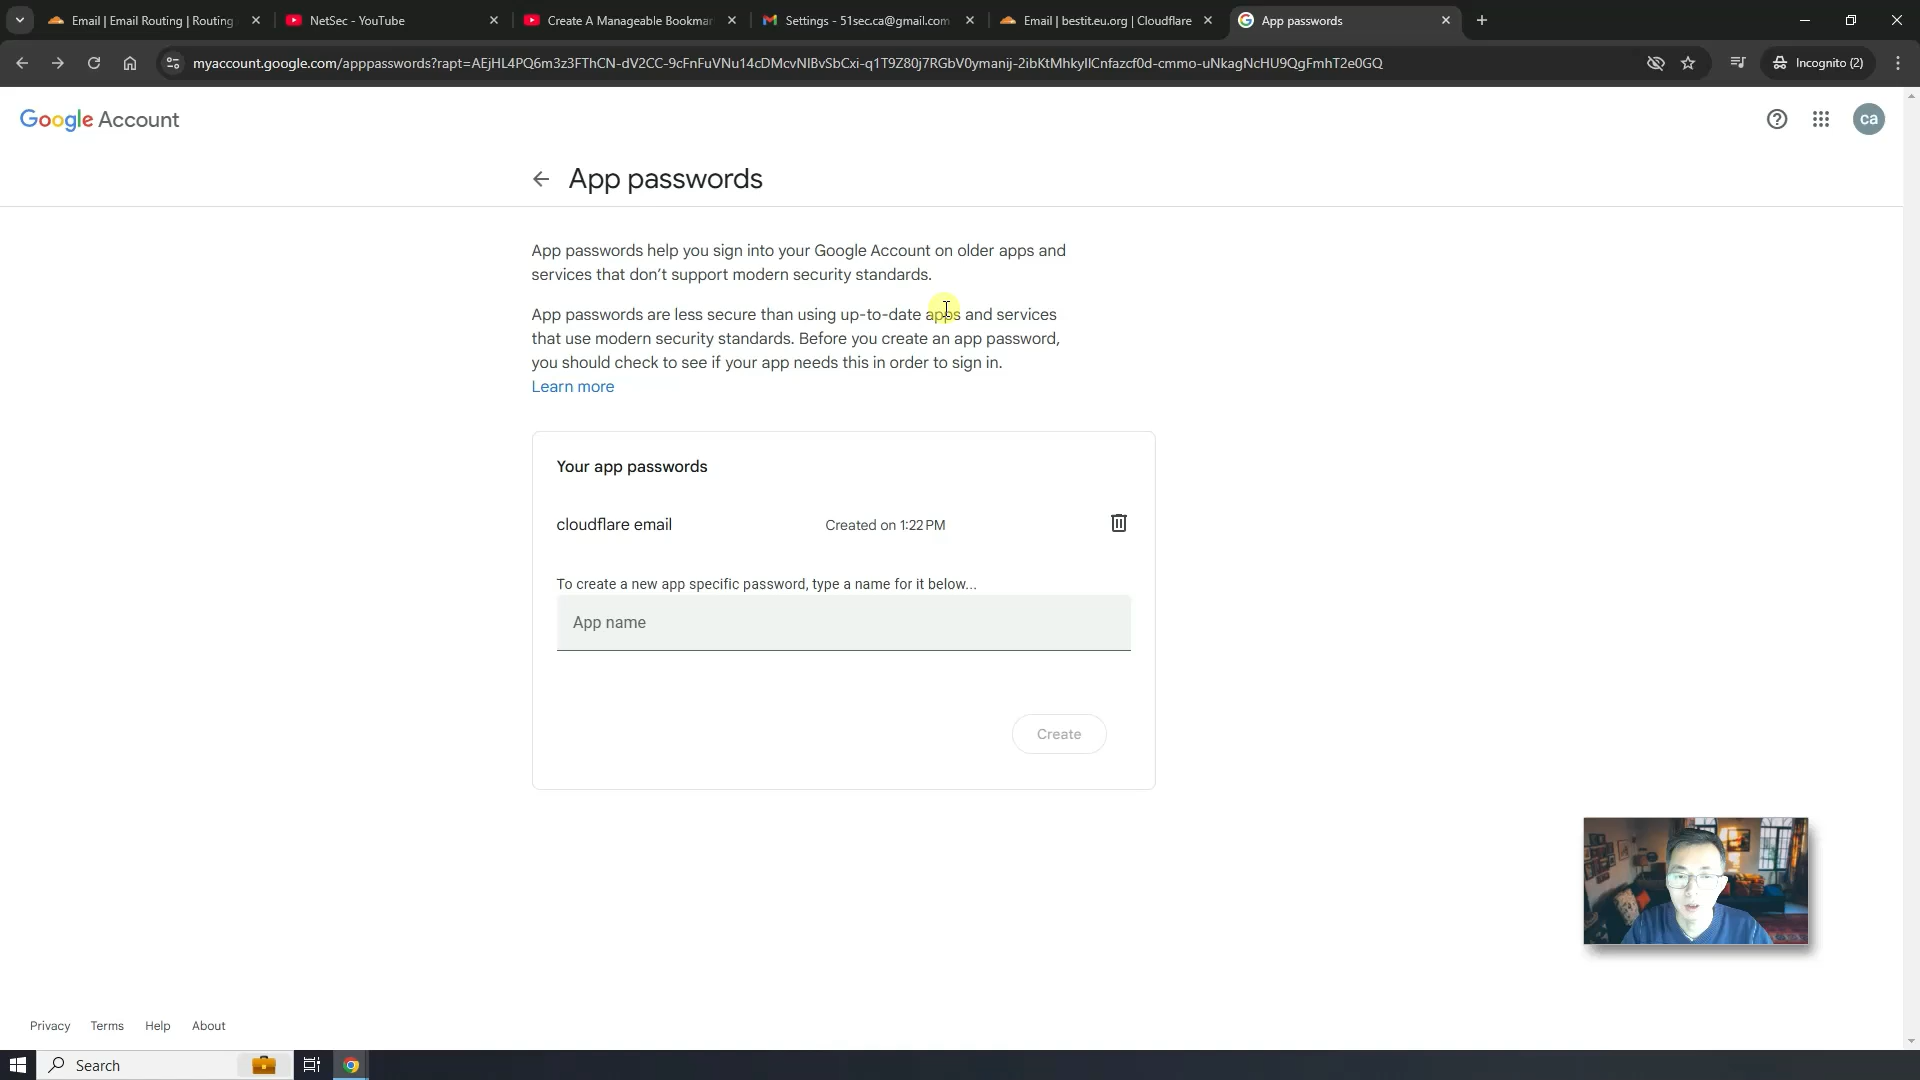 Email | Email Routing | Routing
NetSec - YouTube
Create A Manageable Bookmar
Settings - 51sec.ca@gmail.com
Email | bestit.eu.org | Cloudflare
App passwords
myaccount.google.com/apppasswords?rapt=AEjHL4PQ6m3z3FThCN-dV2CC-9cFnFuVNu14cDMcvNIBvSbCxi-q1T9Z80j7RGbV0ymanij-2ibKtMhkyIlCnfazcf0d-cmmo-uNkagNcHU9QgFmhT2e0GQ
Incognito (2)
Google Account
ca
App passwords
App passwords help you sign into your Google Account on older apps and
services that don't support modern security standards.
App passwords are less secure than using up-to-date apps and services
that use modern security standards. Before you create an app password,
you should check to see if your app needs this in order to sign in.
Learn more
Your app passwords
cloudflare email
Created on 1:22 PM
To create a new app specific password, type a name for it below...
App name
Create
Privacy
Terms
Help
About
Search